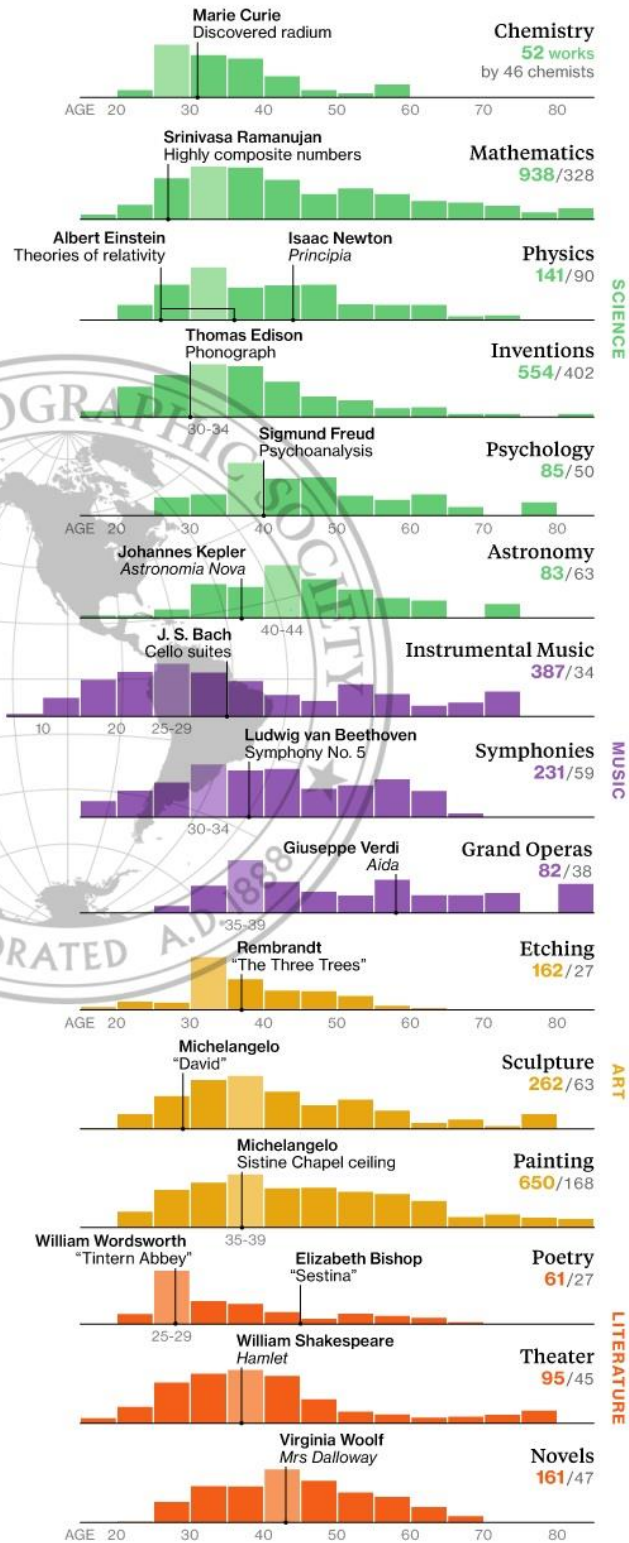 Marie Curie
Discovered radium
Chemistry
52 works
by 46 chemists
AGE 20 30 40 50 60 70 80
Srinivasa Ramanujan
Highly composite numbers
Mathematics
938/328
Albert Einstein
Theories of relativity
Isaac Newton
Principia
Physics
141/90
SCIENCE
Thomas Edison
Phonograph
Inventions
554/402
30-34
Sigmund Freud
Psychoanalysis
Psychology
85/50
AGE 20 30 40 50 60 70 80
Johannes Kepler
Astronomia Nova
Astronomy
83/63
40-44
J. S. Bach
Cello suites
Instrumental Music
387/34
10 20 25-29
MUSIC
Ludwig van Beethoven
Symphony No. 5
Symphonies
231/59
30-34
Giuseppe Verdi
Aida
Grand Operas
82/38
35-39
OGRAPHIC SOCIETY
ORATED A.D. 1888
Rembrandt
"The Three Trees"
Etching
162/27
AGE 20 30 40 50 60 70 80
Michelangelo
"David"
Sculpture
262/63
ART
Michelangelo
Sistine Chapel ceiling
Painting
650/168
35-39
William Wordsworth
"Tintern Abbey"
Elizabeth Bishop
"Sestina"
Poetry
61/27
25-29
LITERATURE
William Shakespeare
Hamlet
Theater
95/45
Virginia Woolf
Mrs Dalloway
Novels
161/47
AGE 20 30 40 50 60 70 80